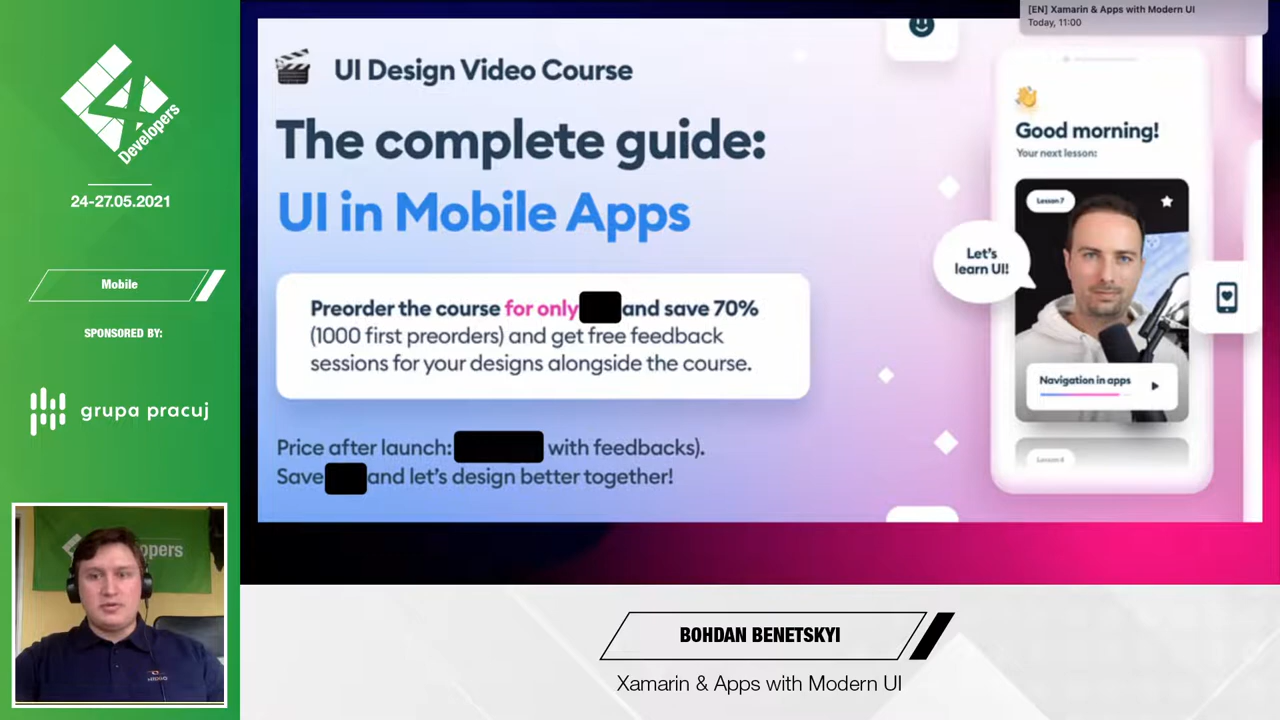 4
Developers
24-27.05.2021
Mobile
SPONSORED BY:
grupa pracuj
[EN] Xamarin & Apps with Modern UI
Today, 11:00
UI Design Video Course
The complete guide:
UI in Mobile Apps
Preorder the course for only and save 70%
(1000 first preorders) and get free feedback
sessions for your designs alongside the course.
Price after launch: with feedbacks).
Save and let's design better together!
Good morning!
Your next lesson:
Lesson 7
Let's
learn UI!
Navigation in apps
opers
BOHDAN BENETSKYI
Xamarin & Apps with Modern UI